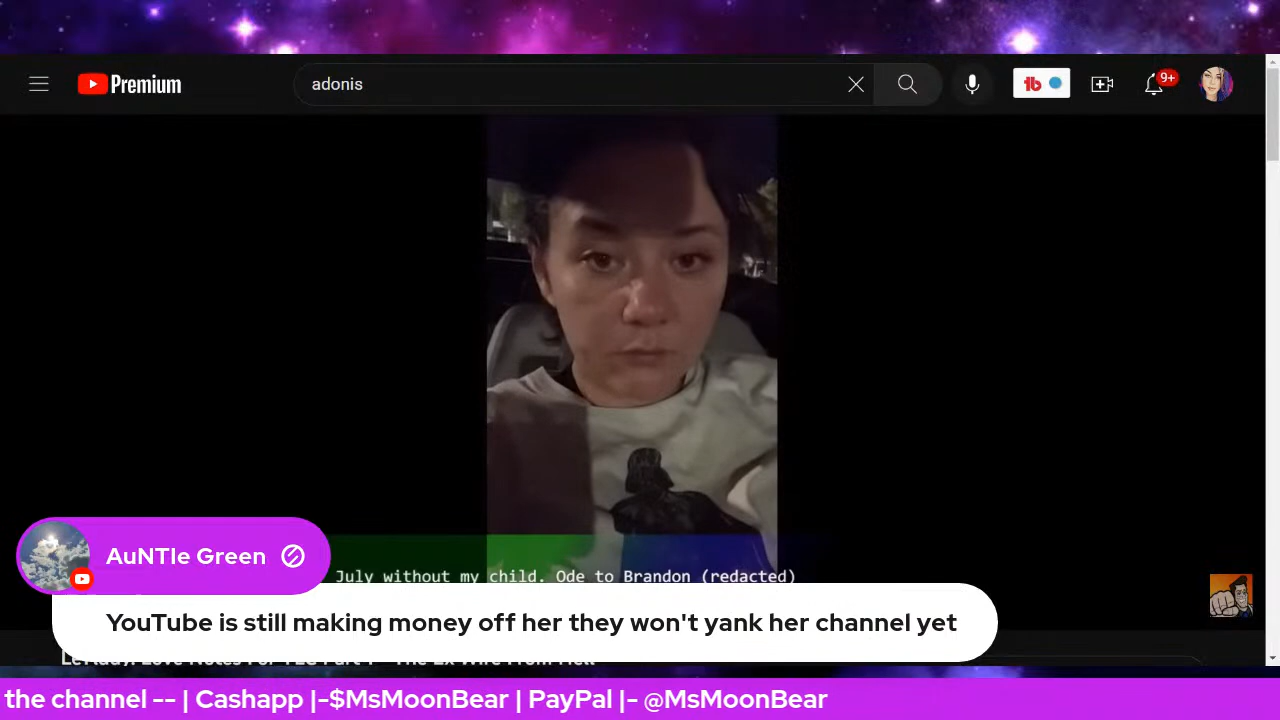 Premium
adonis
9+
July without my child. Ode to Brandon (redacted)
AuNTIe Green
YouTube is still making money off her they won't yank her channel yet
the channel -- | Cashapp |-$MsMoonBear | PayPal |- @MsMoonBear